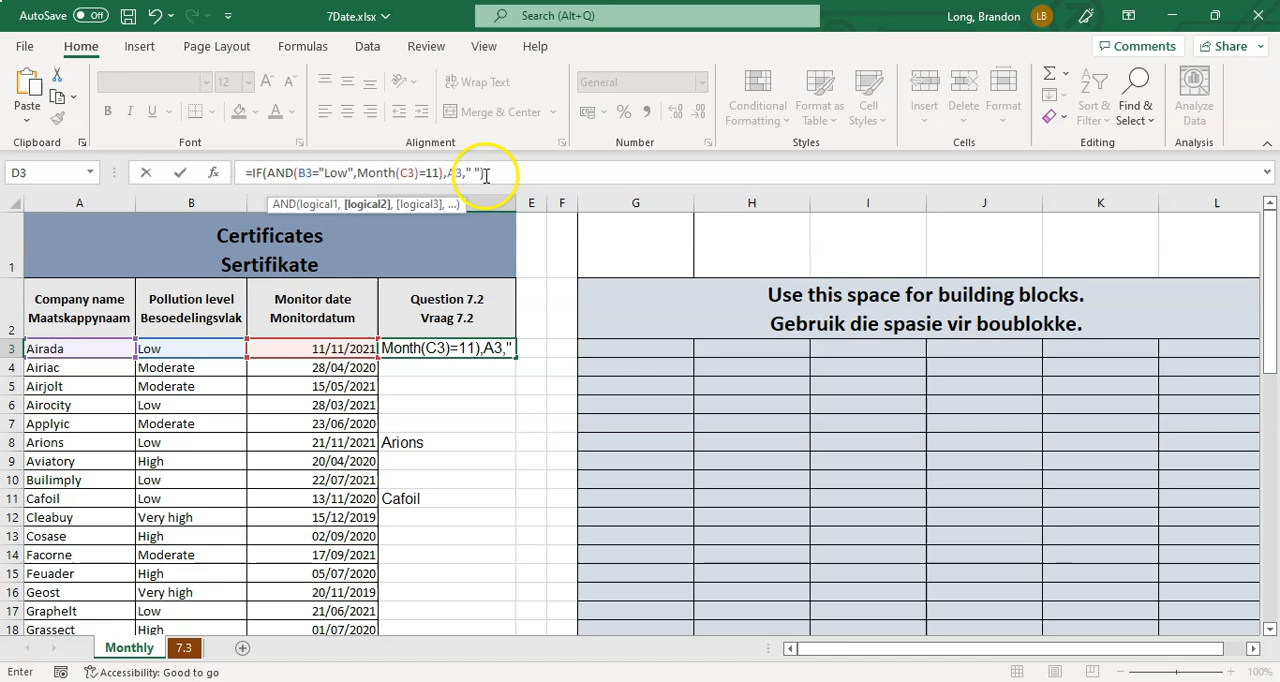 AutoSave Off 7Date.xlsx Search (Alt+Q) Long, Brandon LB
File Home Insert Page Layout Formulas Data Review View Help Comments Share
12 Wrap Text General
Paste B I U Merge & Center Conditional Formatting Format as Table Cell Styles Insert Delete Format Sort & Filter Find & Select Analyze Data
Clipboard Font Alignment Number Styles Cells Editing Analysis
D3 =IF(AND(B3="Low",Month(C3)=11),A3," ")
AND(logical1, [logical2], [logical3], ...)
A B E F G H I J K L
1 Certificates
Sertifikate
2 Company name Pollution level Monitor date Question 7.2 Use this space for building blocks.
Maatskappynaam Besoedelingsvlak Monitordatum Vraag 7.2 Gebruik die spasie vir boublokke.
3 Airada Low 11/11/2021 Month(C3)=11),A3,"
4 Airiac Moderate 28/04/2020
5 Airjolt Moderate 15/05/2021
6 Airocity Low 28/03/2021
7 Applyic Moderate 23/06/2020
8 Arions Low 21/11/2021 Arions
9 Aviatory High 20/04/2020
10 Builimply Low 22/07/2021
11 Cafoil Low 13/11/2020 Cafoil
12 Cleabuy Very high 15/12/2019
13 Cosase High 02/09/2020
14 Facorne Moderate 17/09/2021
15 Feuader High 05/07/2020
16 Geost Very high 20/11/2019
17 Graphelt Low 21/06/2021
18 Grassect High 01/07/2020
Monthly 7.3
Enter Accessibility: Good to go 100%